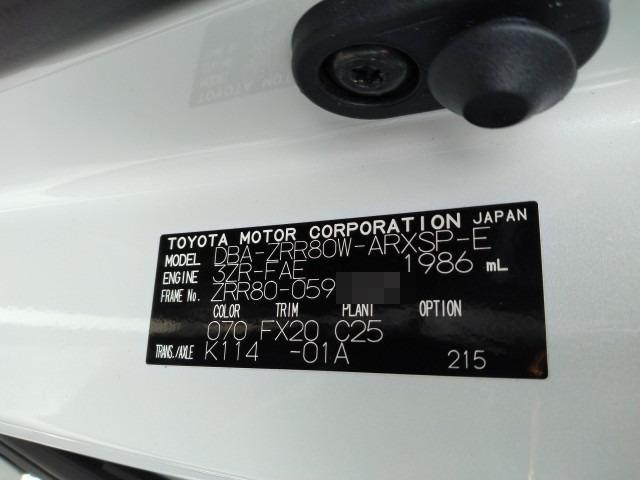 TOYOTA MOTOR CORPORATION JAPAN
MODEL DBA-ZRR80W-ARXSP-E
ENGINE 3ZR-FAE 1986 mL
FRAME No. ZRR80-059
COLOR TRIM PLANT OPTION
070 FX20 C25
TRANS./AXLE K114 -01A 215